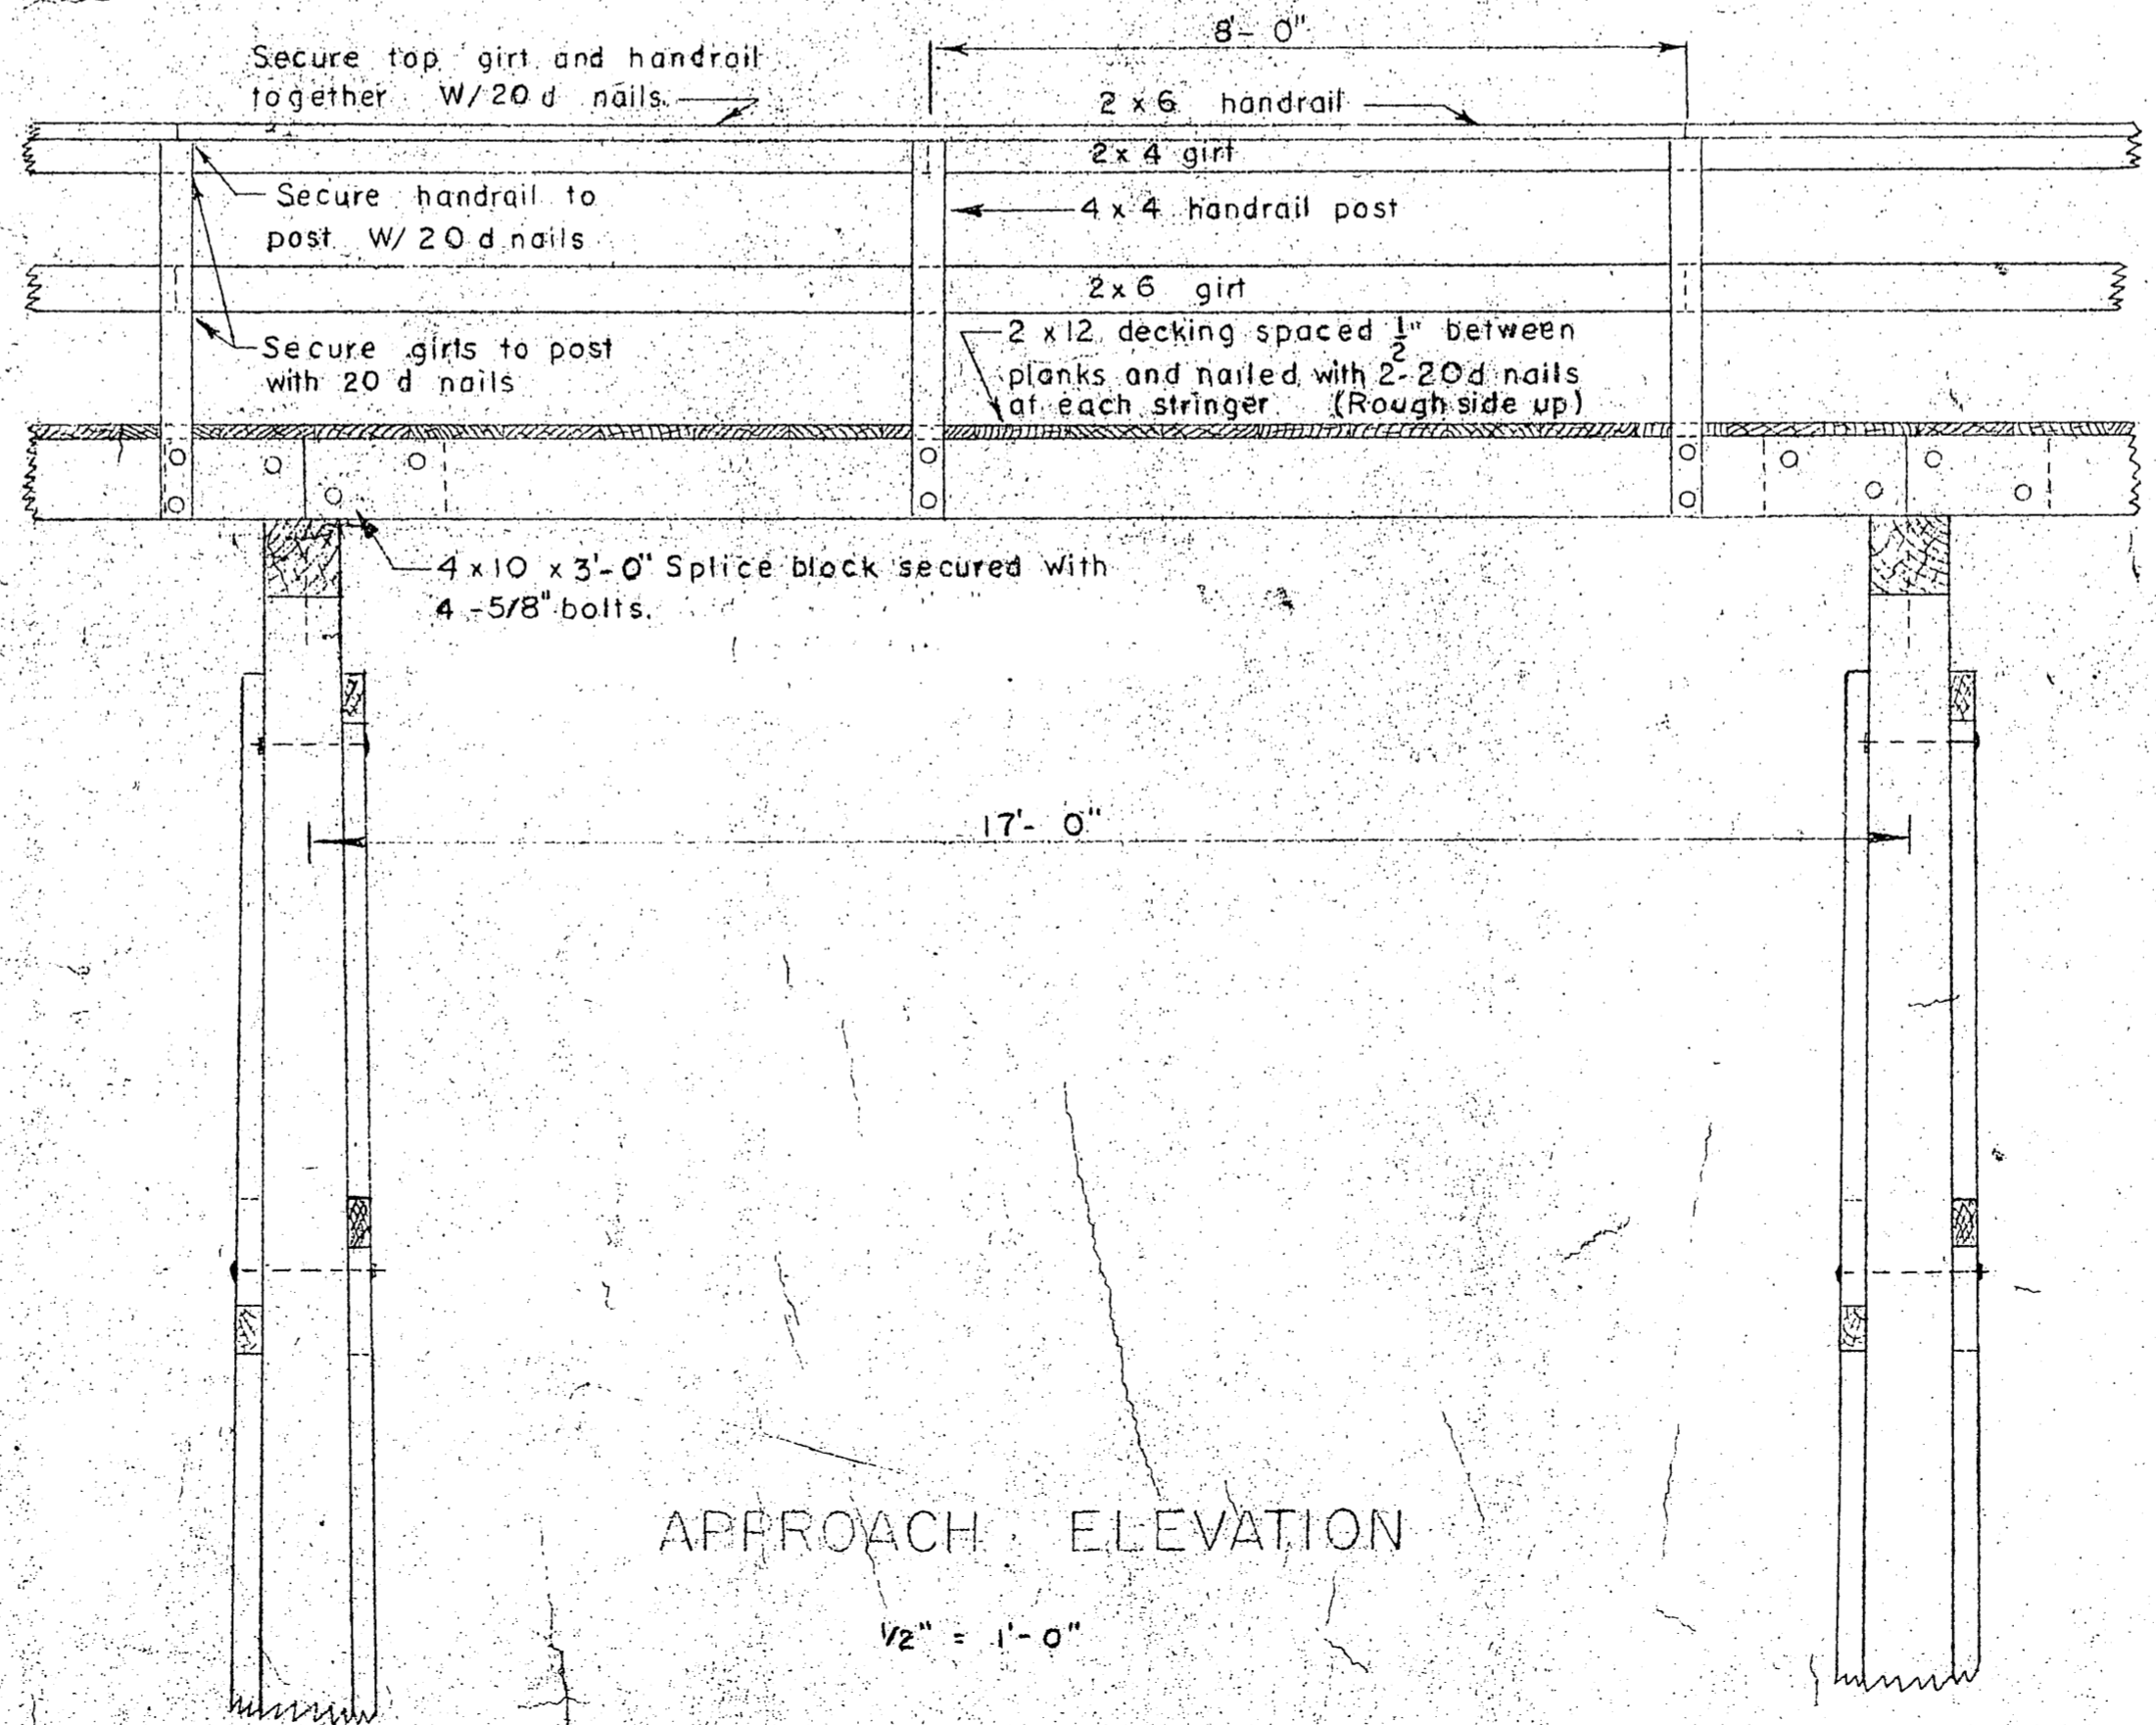 8'- 0"
Secure top girt and handrail
together W/ 20 d nails.
2 x 6 handrail
2 x 4 girt
Secure handrail to
post W/ 20 d nails
4 x 4 handrail post
2 x 6 girt
Secure girts to post
with 20 d nails
2 x 12 decking spaced 1/2" between
planks and nailed with 2-20d nails
at each stringer (Rough side up)
4 x 10 x 3'-0" Splice block secured with
4 -5/8" bolts.
17'- 0"
APPROACH ELEVATION
1/2" = 1'-0"